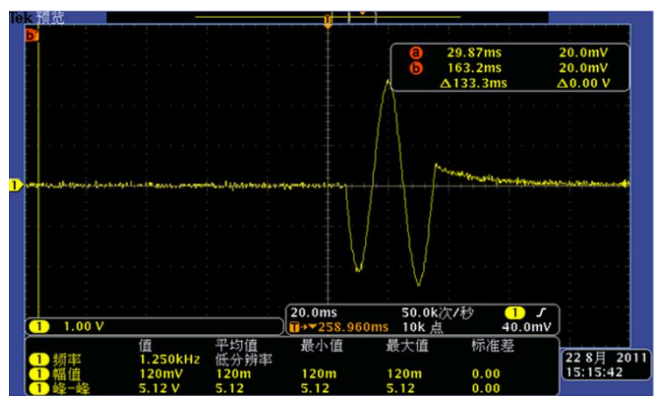 Tek 预览
b
a 29.87ms 20.0mV
b 163.2ms 20.0mV
△133.3ms △0.00 V
1
1 1.00 V
20.0ms 50.0k次/秒 1
T→▼258.960ms 10k 点 40.0mV
值 平均值 最小值 最大值 标准差
1 频率 1.250kHz 低分辨率
1 幅值 120mV 120m 120m 120m 0.00
1 峰-峰 5.12 V 5.12 5.12 5.12 0.00
22 8月 2011
15:15:42